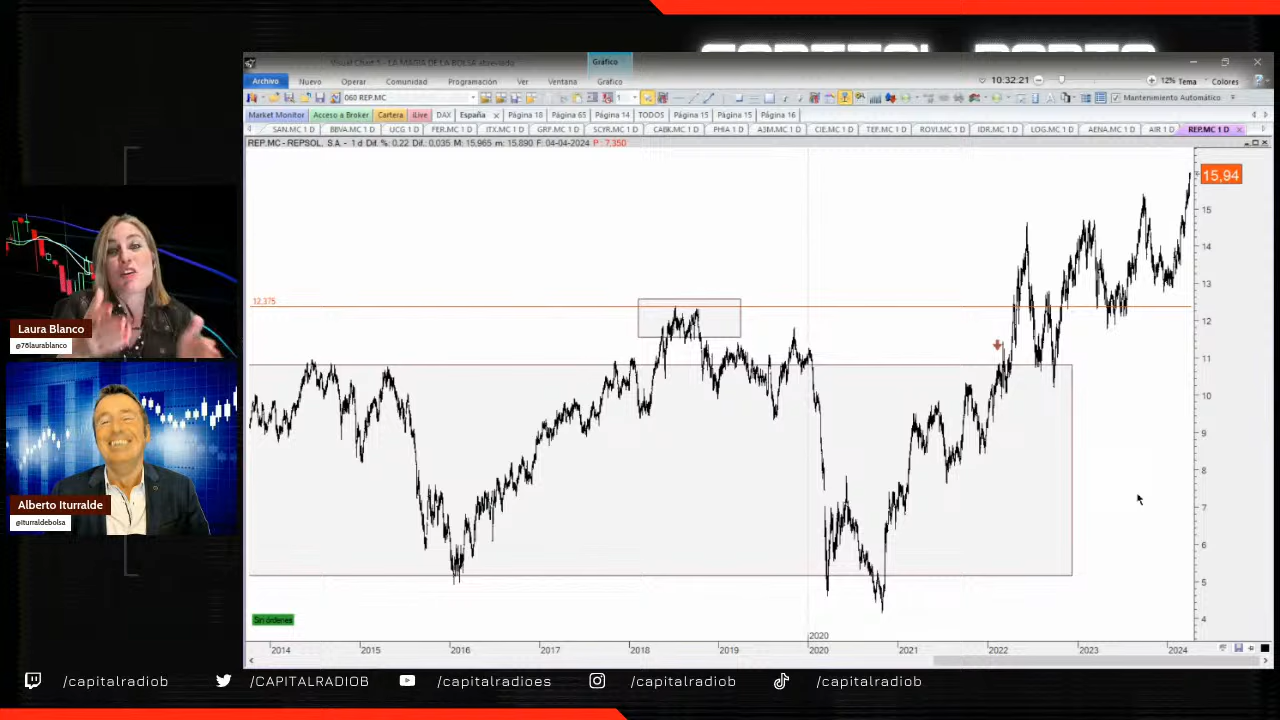 CAPITAL RADIO
Visual Chart 5 - LA MAGIA DE LA BOLSA abreviado
Gráfico
Archivo Nuevo Operar Comunidad Programación Ver Ventana Gráfico
10:32:21 12% Tema Colores
060 REP.MC 1 Mantenimiento Automático
Market Monitor Acceso a Broker Cartera iLive DAX España Página 18 Página 65 Página 14 TODOS Página 15 Página 15 Página 16
SAN.MC 1 D BBVA.MC 1 D UCG 1 D FER.MC 1 D ITX.MC 1 D GRF.MC 1 D SCYR.MC 1 D CABK.MC 1 D PHIA 1 D A3M.MC 1 D CIE.MC 1 D TEF.MC 1 D ROVI.MC 1 D IDR.MC 1 D LOG.MC 1 D AENA.MC 1 D AIR 1 D REP.MC 1 D
REP.MC - REPSOL, S.A. - 1 d Dif. %: 0,22 Dif.: 0,035 M: 15.965 m: 15.890 F: 04-04-2024 P : 7,350
15,94
15
14
13
12,375
12
11
10
9
8
7
6
5
4
Sin órdenes
2020
2014 2015 2016 2017 2018 2019 2020 2021 2022 2023 2024
Laura Blanco
@78laurablanco
Alberto Iturralde
@iturraldebolsa
/capitalradiob /CAPITALRADIOB /capitalradioes /capitalradiob /capitalradiob